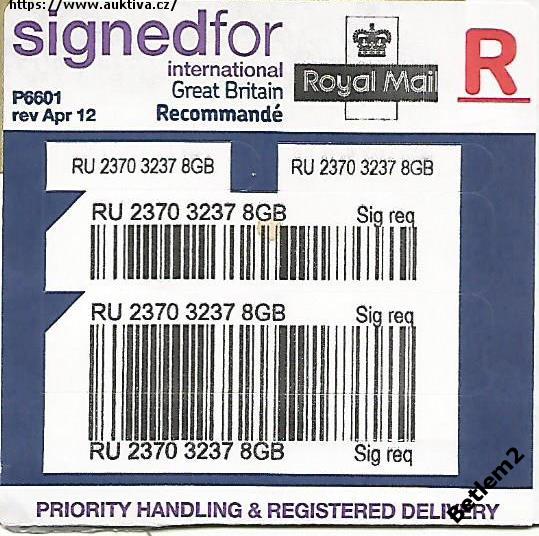 https://www.auktiva.cz/
signedfor
international
Great Britain
Recommandé
Royal Mail
R
P6601
rev Apr 12
RU 2370 3237 8GB
RU 2370 3237 8GB
RU 2370 3237 8GB Sig req
RU 2370 3237 8GB Sig req
RU 2370 3237 8GB Sig req
PRIORITY HANDLING & REGISTERED DELIVERY
Betlem2